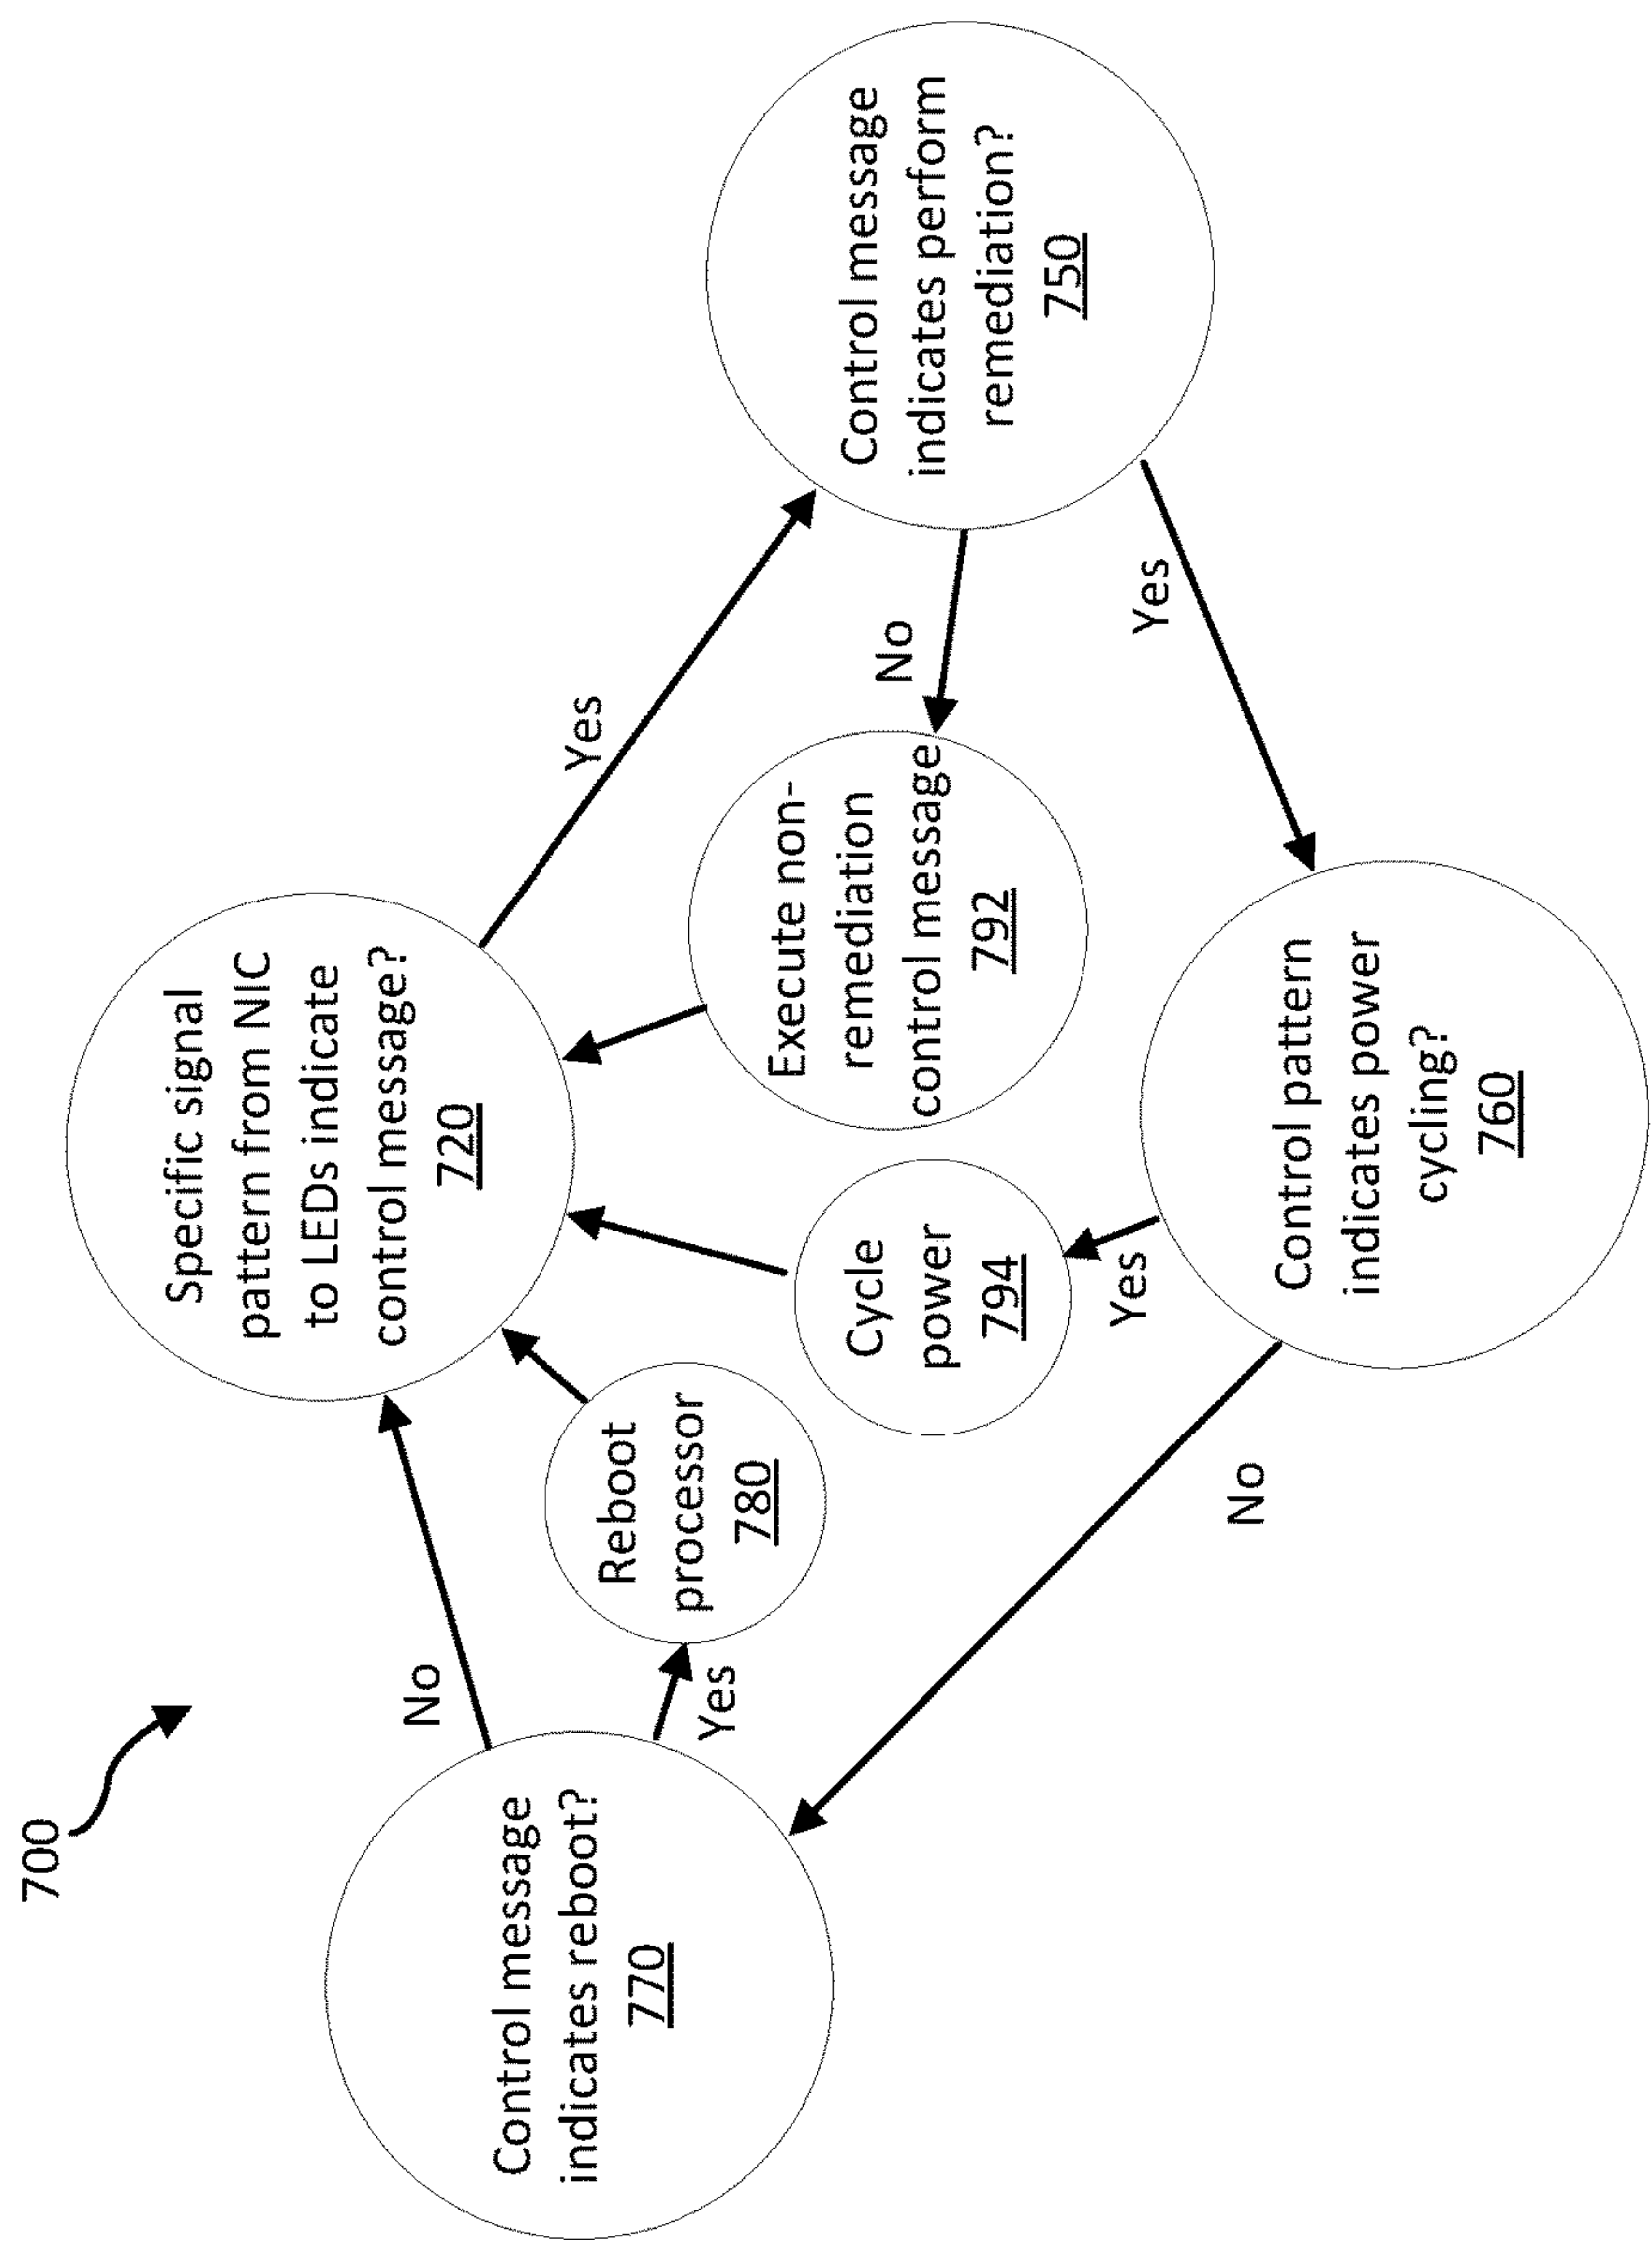 700
Specific signal
pattern from NIC
to LEDs indicate
control message?
720
Yes
Control message
indicates perform
remediation?
750
No
Yes
Execute non-
remediation
control message
792
Control pattern
indicates power
cycling?
760
Yes
No
Cycle
power
794
Control message
indicates reboot?
770
No
Yes
Reboot
processor
780